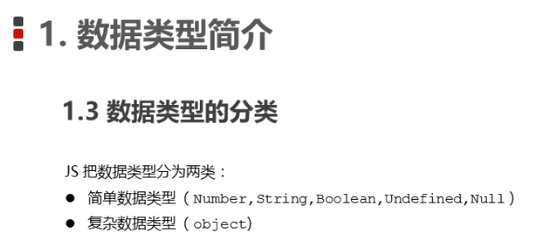 1. 数据类型简介
1.3 数据类型的分类
JS 把数据类型分为两类：
● 简单数据类型（Number,String,Boolean,Undefined,Null）
● 复杂数据类型（object)